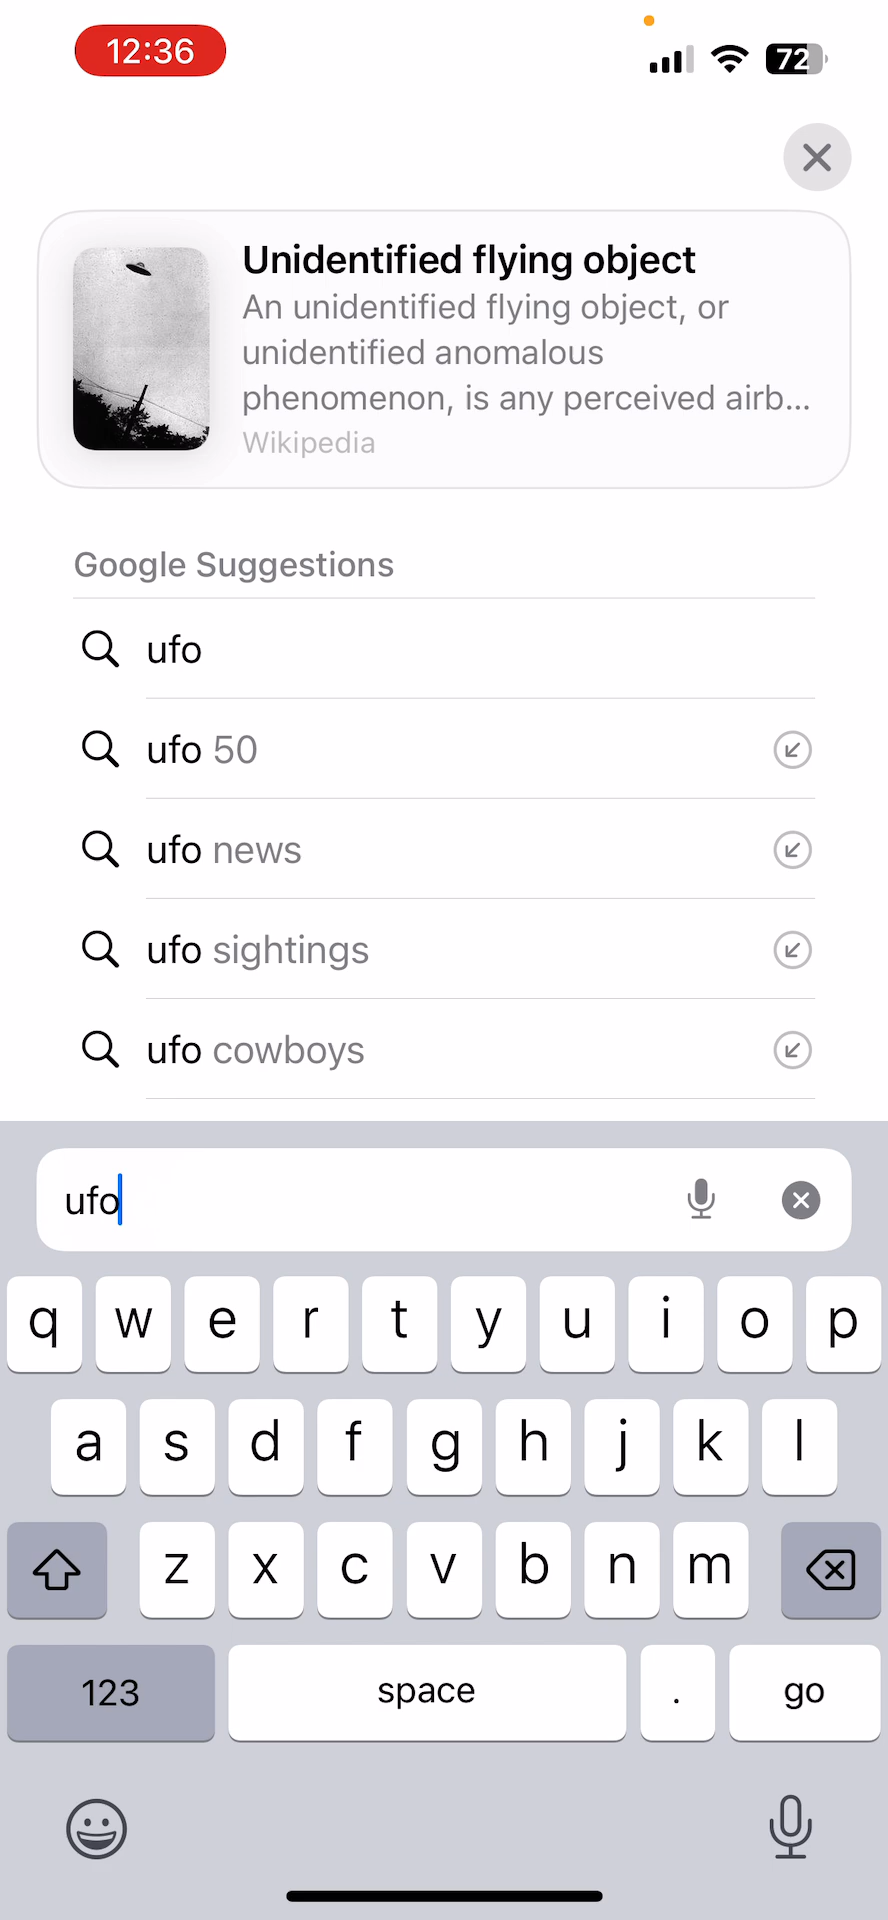 12:36
72
Unidentified flying object
An unidentified flying object, or
unidentified anomalous
phenomenon, is any perceived airb...
Wikipedia
Google Suggestions
ufo
ufo 50
ufo news
ufo sightings
ufo cowboys
ufo
q w e r t y u i o p
a s d f g h j k l
z x c v b n m
123 space . go